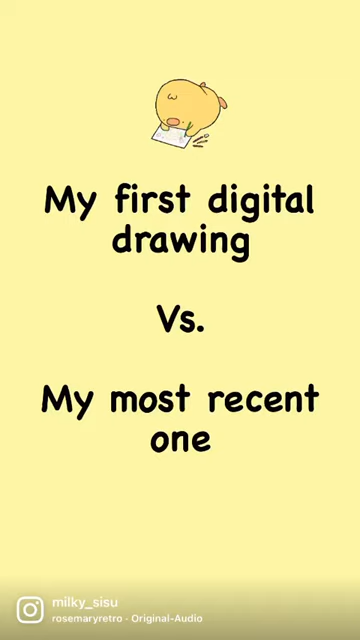 My first digital
drawing
Vs.
My most recent
one
milky_sisu
rosemaryretro · Original-Audio